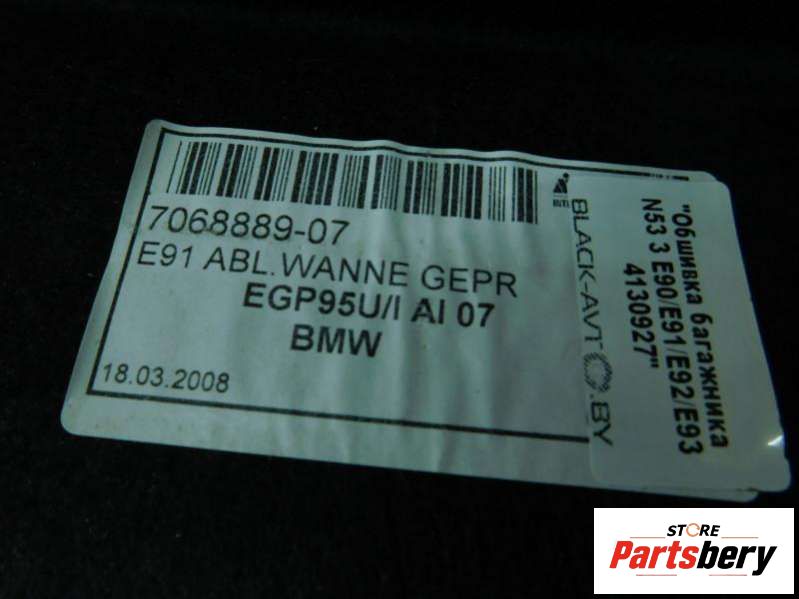 7068889-07
E91 ABL.WANNE GEPR
EGP95U/I AI 07
BMW
18.03.2008
BLACK-AVTO.BY
"Обшивка багажника
N53 3 E90/E91/E92/E93
4130927"
STORE
Partsbery